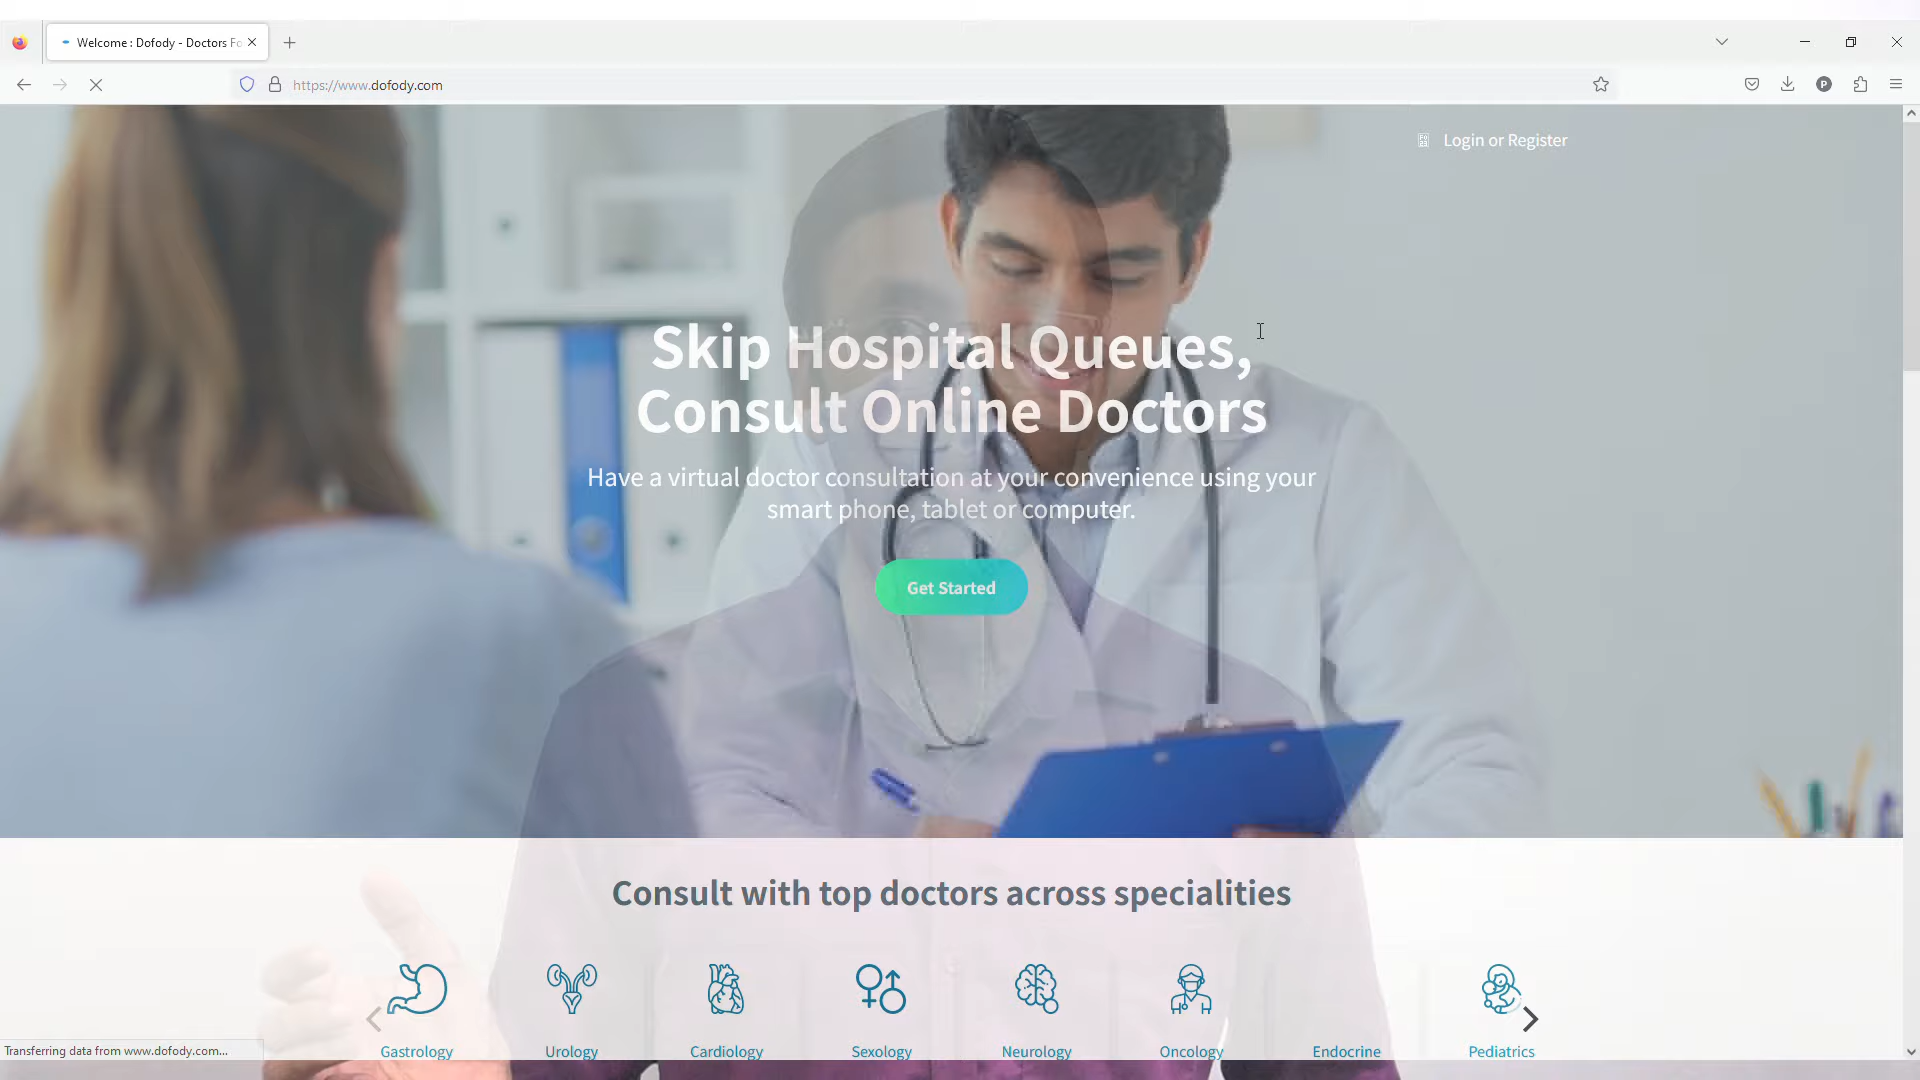 Welcome : Dofody - Doctors Fo
https://www.dofody.com
P
Login or Register
Skip Hospital Queues,
Consult Online Doctors
Have a virtual doctor consultation at your convenience using your
smart phone, tablet or computer.
Get Started
Consult with top doctors across specialities
Gastrology
Urology
Cardiology
Sexology
Neurology
Oncology
Endocrine
Pediatrics
Transferring data from www.dofody.com...